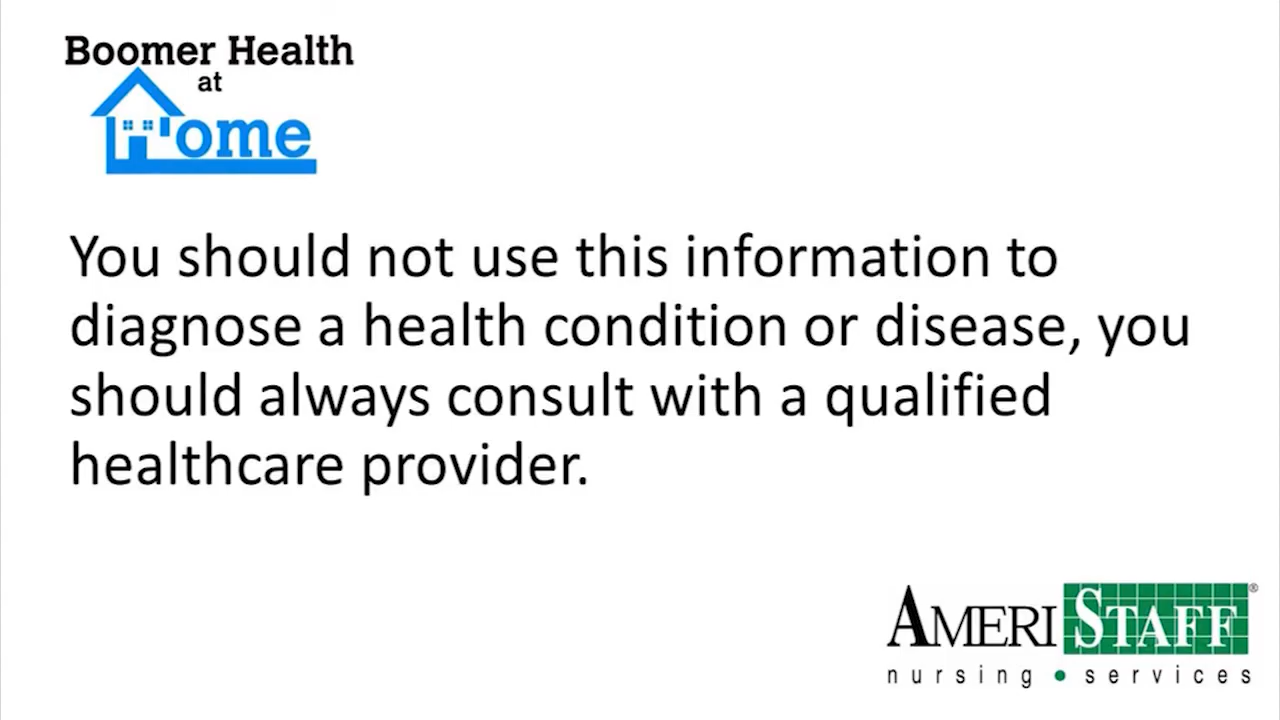 Boomer Health
at
Home
You should not use this information to
diagnose a health condition or disease, you
should always consult with a qualified
healthcare provider.
AMERISTAFF®
nursing • services